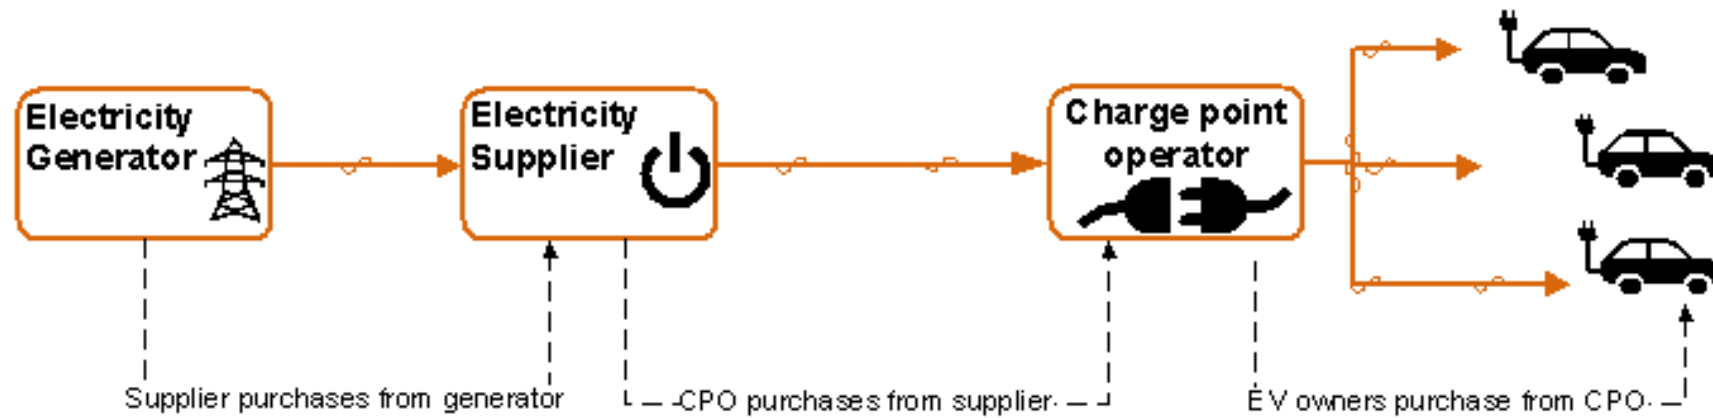 Electricity
Generator
Electricity
Supplier
Charge point
operator
Supplier purchases from generator
CPO purchases from supplier
EV owners purchase from CPO